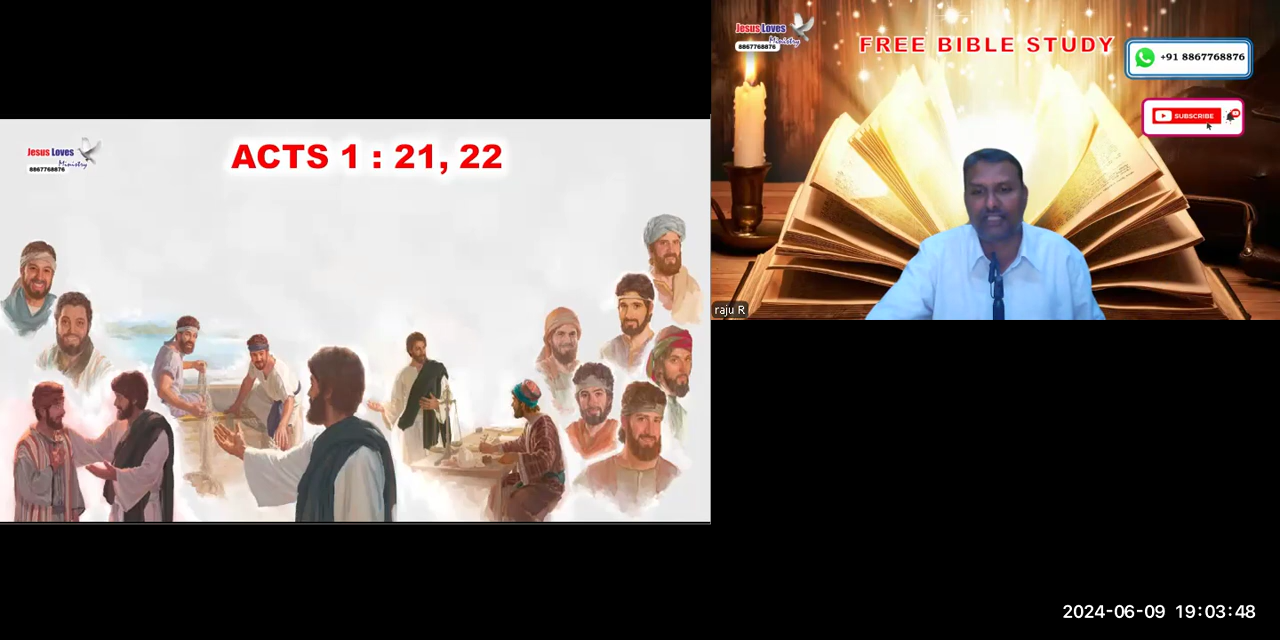 Jesus Loves
Ministry
8867768876
ACTS 1 : 21, 22
Jesus Loves
Ministry
8867768876
FREE BIBLE STUDY
+91 8867768876
SUBSCRIBE
raju R
2024-06-09 19:03:48